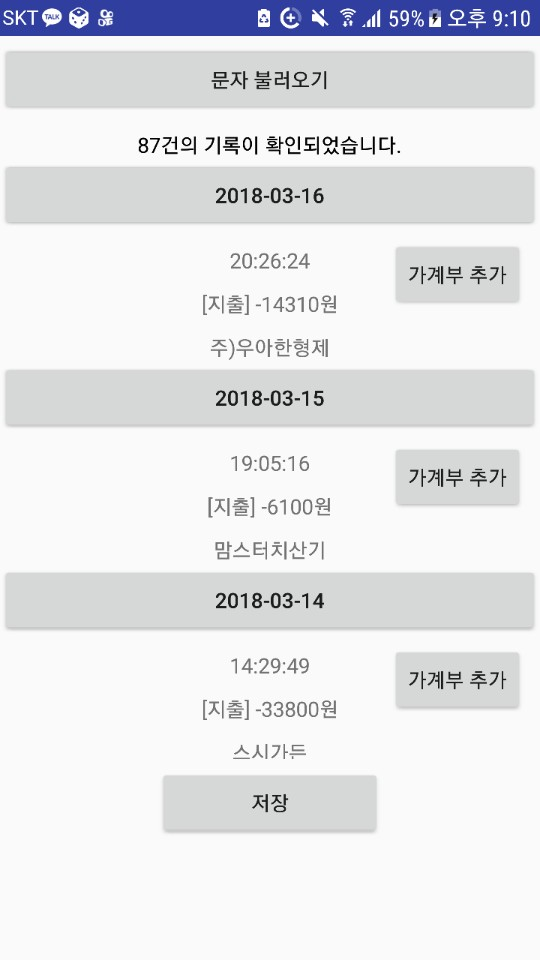 SKT TALK 59% 오후 9:10
문자 불러오기
87건의 기록이 확인되었습니다.
2018-03-16
20:26:24
가계부 추가
[지출] -14310원
주)우아한형제
2018-03-15
19:05:16
가계부 추가
[지출] -6100원
맘스터치산기
2018-03-14
14:29:49
가계부 추가
[지출] -33800원
스시가든
저장